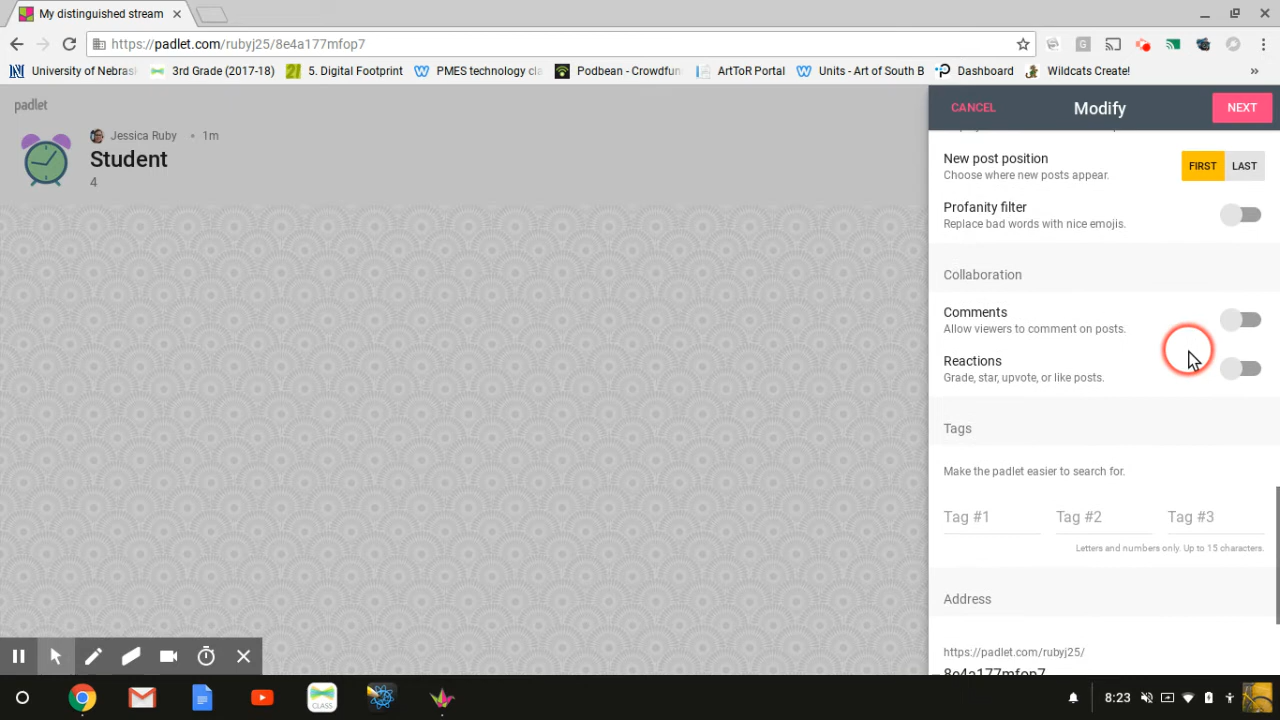 My distinguished stream
https://padlet.com/rubyj25/8e4a177mfop7
University of Nebras
3rd Grade (2017-18)
5. Digital Footprint
PMES technology cla
Podbean - Crowdfun
ArtToR Portal
Units - Art of South B
Dashboard
Wildcats Create!
padlet
CANCEL
Modify
NEXT
Jessica Ruby • 1m
Student
4
New post position
Choose where new posts appear.
FIRST LAST
Profanity filter
Replace bad words with nice emojis.
Collaboration
Comments
Allow viewers to comment on posts.
Reactions
Grade, star, upvote, or like posts.
Tags
Make the padlet easier to search for.
Tag #1 Tag #2 Tag #3
Letters and numbers only. Up to 15 characters.
Address
https://padlet.com/rubyj25/
8e4a177mfop7
CLASS
8:23